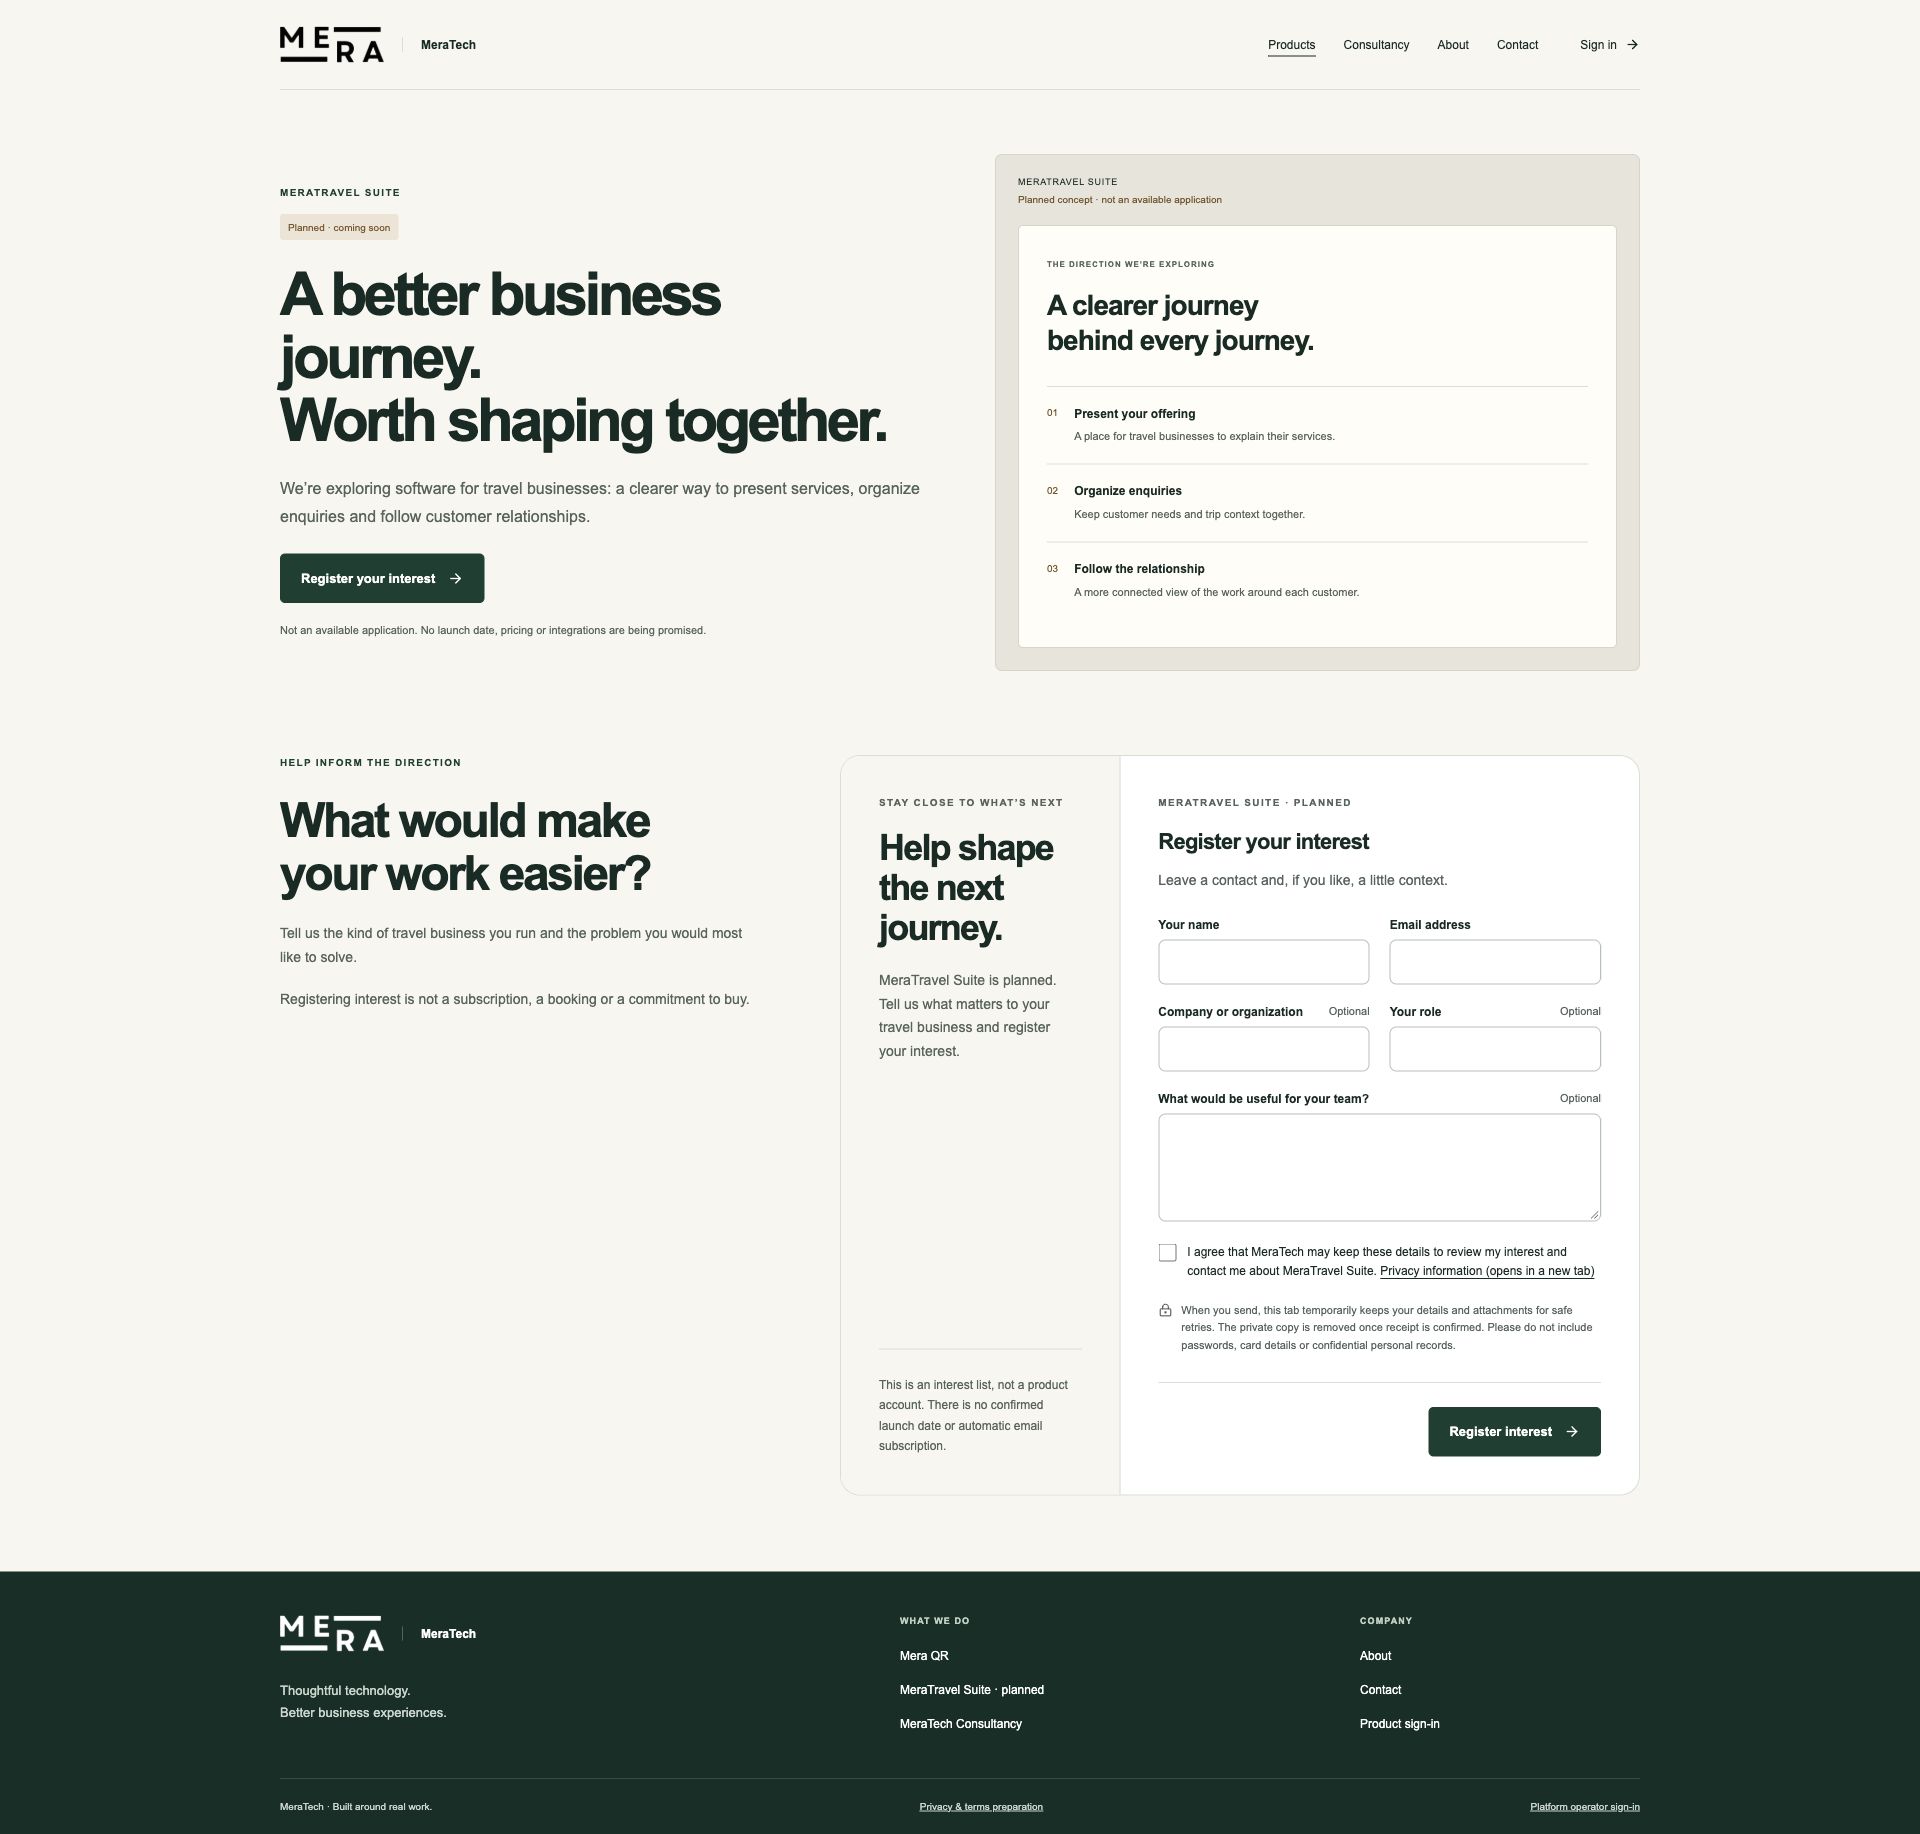 MERA
MeraTech
Products
Consultancy
About
Contact
Sign in
MERATRAVEL SUITE
Planned · coming soon
A better business
journey.
Worth shaping together.
We’re exploring software for travel businesses: a clearer way to present services, organize
enquiries and follow customer relationships.
Register your interest
Not an available application. No launch date, pricing or integrations are being promised.
MERATRAVEL SUITE
Planned concept · not an available application
THE DIRECTION WE’RE EXPLORING
A clearer journey
behind every journey.
01 Present your offering
A place for travel businesses to explain their services.
02 Organize enquiries
Keep customer needs and trip context together.
03 Follow the relationship
A more connected view of the work around each customer.
HELP INFORM THE DIRECTION
What would make
your work easier?
Tell us the kind of travel business you run and the problem you would most
like to solve.
Registering interest is not a subscription, a booking or a commitment to buy.
STAY CLOSE TO WHAT’S NEXT
Help shape
the next
journey.
MeraTravel Suite is planned.
Tell us what matters to your
travel business and register
your interest.
This is an interest list, not a product
account. There is no confirmed
launch date or automatic email
subscription.
MERATRAVEL SUITE · PLANNED
Register your interest
Leave a contact and, if you like, a little context.
Your name
Email address
Company or organization Optional
Your role Optional
What would be useful for your team? Optional
I agree that MeraTech may keep these details to review my interest and
contact me about MeraTravel Suite. Privacy information (opens in a new tab)
When you send, this tab temporarily keeps your details and attachments for safe
retries. The private copy is removed once receipt is confirmed. Please do not include
passwords, card details or confidential personal records.
Register interest
MERA
MeraTech
Thoughtful technology.
Better business experiences.
WHAT WE DO
Mera QR
MeraTravel Suite · planned
MeraTech Consultancy
COMPANY
About
Contact
Product sign-in
MeraTech · Built around real work.
Privacy & terms preparation
Platform operator sign-in